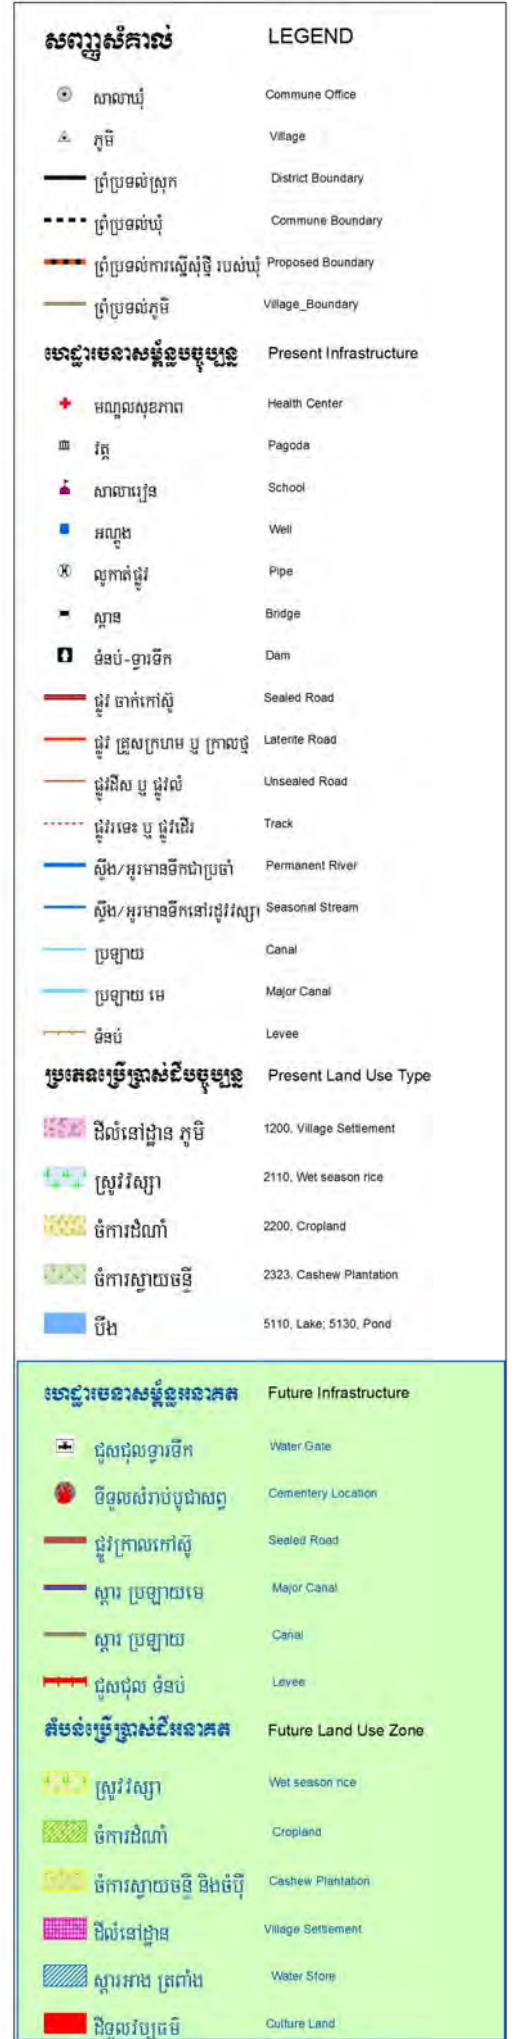 សញ្ញាសំគាល់ LEGEND
សាលាឃុំ Commune Office
ភូមិ Village
ព្រំប្រទល់ស្រុក District Boundary
ព្រំប្រទល់ឃុំ Commune Boundary
ព្រំប្រទល់ការស្នើសុំថ្មី របស់ឃុំ Proposed Boundary
ព្រំប្រទល់ភូមិ Village_Boundary
ហេដ្ឋារចនាសម្ព័ន្ធបច្ចុប្បន្ន Present Infrastructure
មណ្ឌលសុខភាព Health Center
វត្ត Pagoda
សាលារៀន School
អណ្តូង Well
លូកាត់ផ្លូវ Pipe
ស្ពាន Bridge
ទំនប់-ទ្វារទឹក Dam
ផ្លូវ ចាក់កៅស៊ូ Sealed Road
ផ្លូវ គ្រួសក្រហម ឬ ក្រាលថ្ម Laterite Road
ផ្លូវដីស ឬ ផ្លូវលំ Unsealed Road
ផ្លូវរទេះ ឬ ផ្លូវដើរ Track
ស្ទឹង/អូរមានទឹកជាប្រចាំ Permanent River
ស្ទឹង/អូរមានទឹកនៅរដូវវស្សា Seasonal Stream
ប្រឡាយ Canal
ប្រឡាយ មេ Major Canal
ទំនប់ Levee
ប្រភេទប្រើប្រាស់ដីបច្ចុប្បន្ន Present Land Use Type
ដីលំនៅដ្ឋាន ភូមិ 1200, Village Settlement
ស្រូវវស្សា 2110, Wet season rice
ចំការដំណាំ 2200, Cropland
ចំការស្វាយចន្ទី 2323, Cashew Plantation
បឹង 5110, Lake; 5130, Pond
ហេដ្ឋារចនាសម្ព័ន្ធអនាគត Future Infrastructure
ជួសជុលទ្វារទឹក Water Gate
ទីទួលសំរាប់បូជាសព្វ Cementery Location
ផ្លូវក្រាលកៅស៊ូ Sealed Road
ស្តារ ប្រឡាយមេ Major Canal
ស្តារ ប្រឡាយ Canal
ជួសជុល ទំនប់ Levee
តំបន់ប្រើប្រាស់ដីអនាគត Future Land Use Zone
ស្រូវវស្សា Wet season rice
ចំការដំណាំ Cropland
ចំការស្វាយចន្ទី និងចំប៉ី Cashew Plantation
ដីលំនៅដ្ឋាន Village Settlement
ស្តារអាង ត្រពាំង Water Store
ដីទួលវប្បធម៌ Culture Land